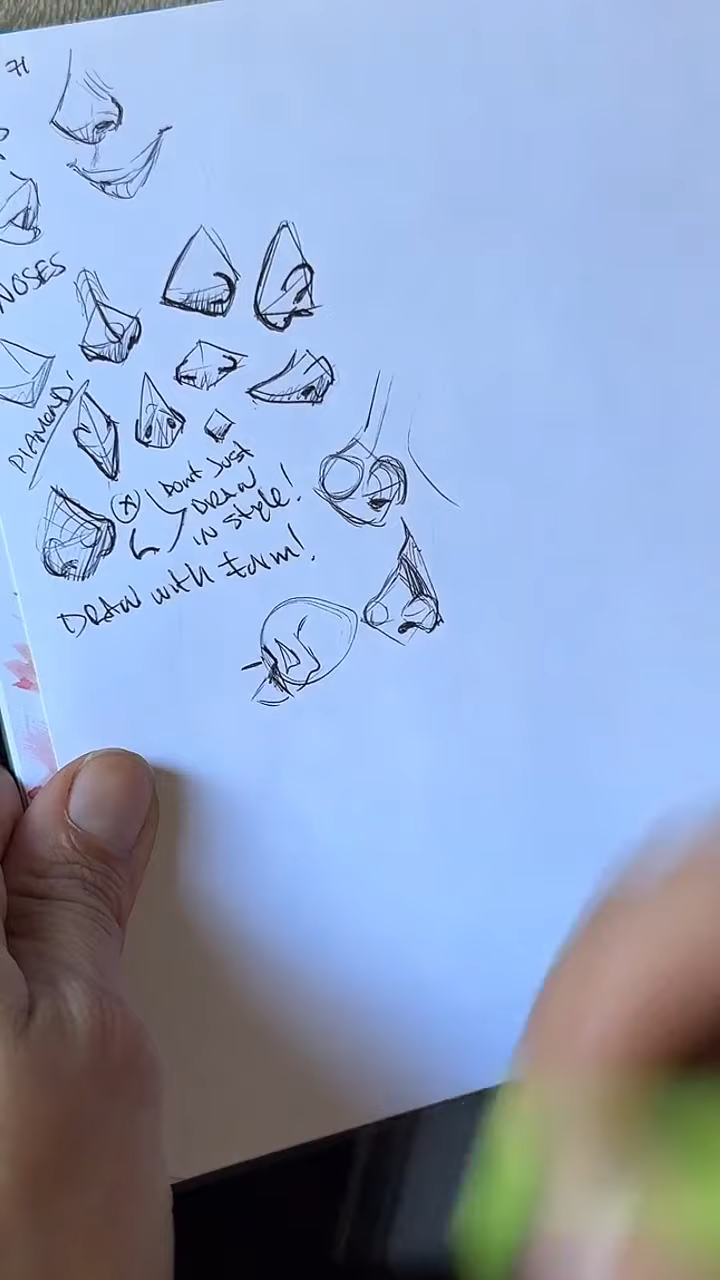 71
NOSES
DIAMOND!
Don't Just
DRAW
in style!
DRAW with Form!